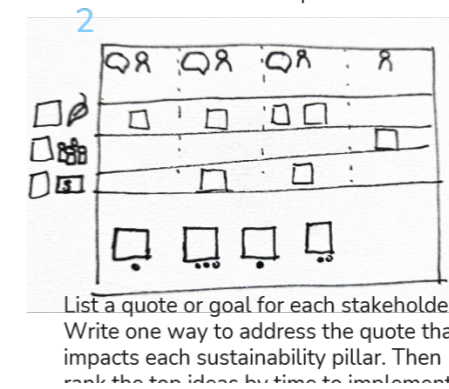 2
$
List a quote or goal for each stakeholde
Write one way to address the quote tha
impacts each sustainability pillar. Then
rank the top ideas by time to implement